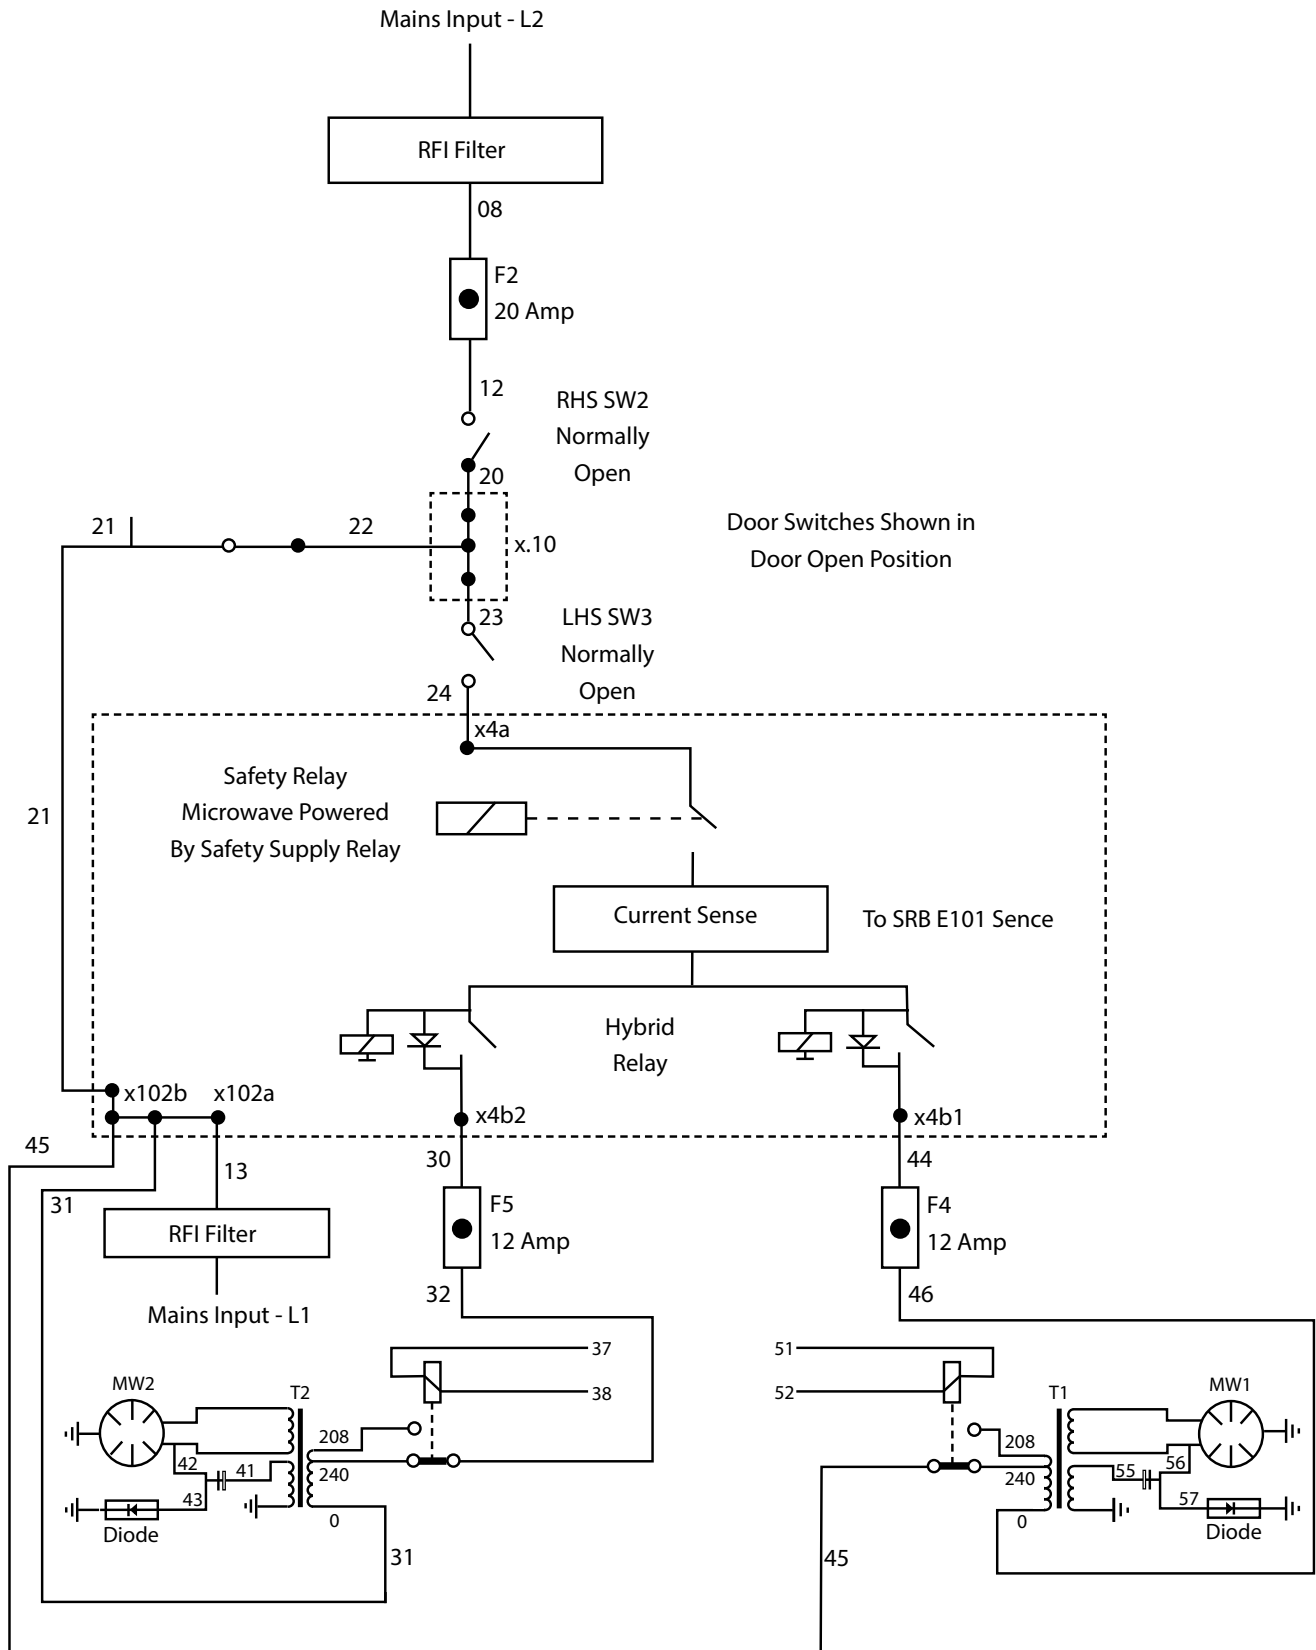 Mains Input - L2
RFI Filter
08
F2
20 Amp
12
RHS SW2
Normally
Open
20
21
22
x.10
Door Switches Shown in
Door Open Position
23
LHS SW3
Normally
Open
24
x4a
Safety Relay
Microwave Powered
By Safety Supply Relay
21
Current Sense
To SRB E101 Sence
Hybrid
Relay
x102b
x102a
x4b2
x4b1
45
13
30
44
31
RFI Filter
F5
12 Amp
F4
12 Amp
32
46
Mains Input - L1
37
38
51
52
MW2
T2
208
240
0
42
41
43
Diode
31
T1
MW1
208
240
0
55
56
57
Diode
45